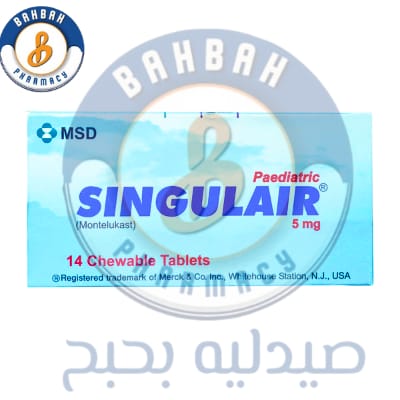 BAHBAH
PHARMACY
BAHBAH
MSD
Paediatric
SINGULAIR®
5 mg
(Montelukast)
14 Chewable Tablets
®Registered trademark of Merck & Co. Inc., Whitehouse Station, N.J., USA
PHARMACY
صيدليه بحبح